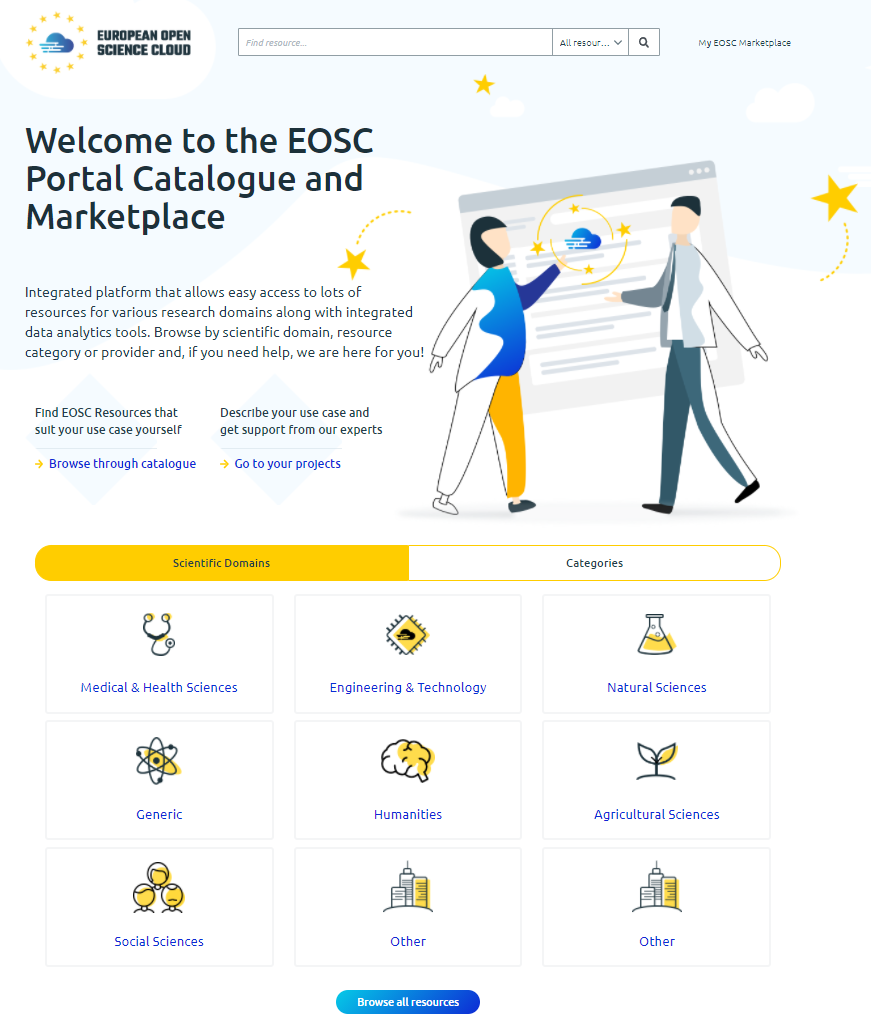 EUROPEAN OPEN
SCIENCE CLOUD
Find resource...
All resour...
My EOSC Marketplace
Welcome to the EOSC
Portal Catalogue and
Marketplace
Integrated platform that allows easy access to lots of
resources for various research domains along with integrated
data analytics tools. Browse by scientific domain, resource
category or provider and, if you need help, we are here for you!
Find EOSC Resources that
suit your use case yourself
Browse through catalogue
Describe your use case and
get support from our experts
Go to your projects
Scientific Domains
Categories
Medical & Health Sciences
Engineering & Technology
Natural Sciences
Generic
Humanities
Agricultural Sciences
Social Sciences
Other
Other
Browse all resources